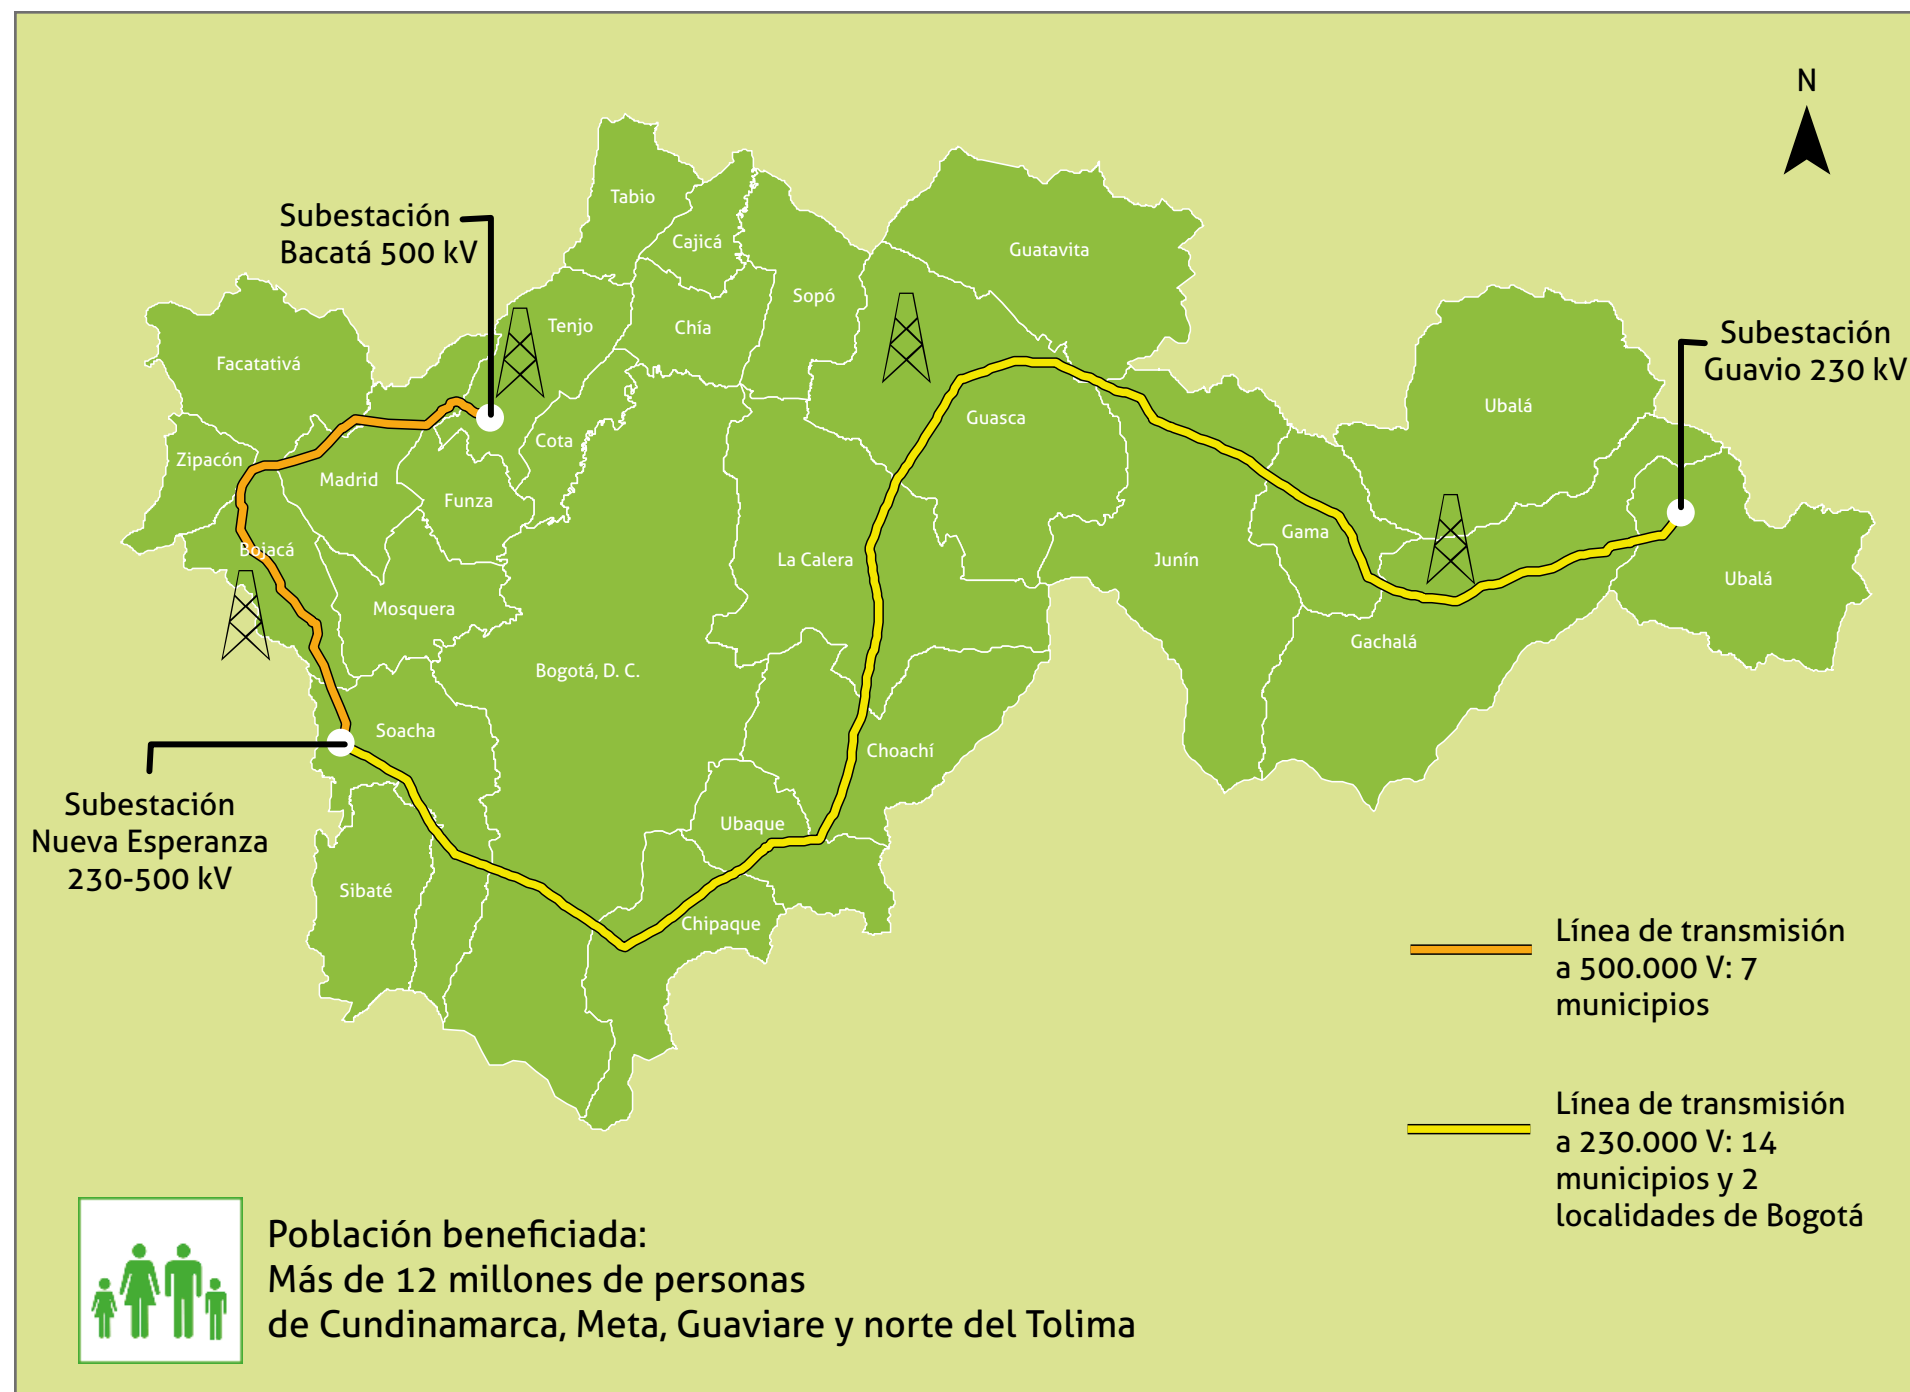 N
Subestación
Bacatá 500 kV
Tabio
Cajicá
Guatavita
Sopó
Tenjo
Chía
Facatativá
Subestación
Guavio 230 kV
Ubalá
Guasca
Cota
Zipacón
Madrid
Funza
Gama
Bojacá
La Calera
Junín
Ubalá
Mosquera
Gachalá
Bogotá, D. C.
Soacha
Choachí
Subestación
Nueva Esperanza
230-500 kV
Ubaque
Sibaté
Chipaque
Línea de transmisión
a 500.000 V: 7
municipios
Línea de transmisión
a 230.000 V: 14
municipios y 2
localidades de Bogotá
Población beneficiada:
Más de 12 millones de personas
de Cundinamarca, Meta, Guaviare y norte del Tolima